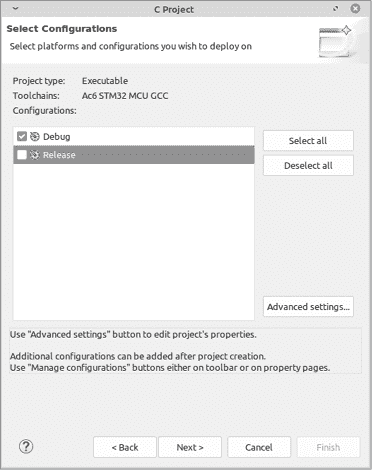 C Project
Select Configurations
Select platforms and configurations you wish to deploy on
Project type: Executable
Toolchains: Ac6 STM32 MCU GCC
Configurations:
Debug
Release
Select all
Deselect all
Advanced settings...
Use "Advanced settings" button to edit project's properties.
Additional configurations can be added after project creation.
Use "Manage configurations" buttons either on toolbar or on property pages.
? < Back Next > Cancel Finish